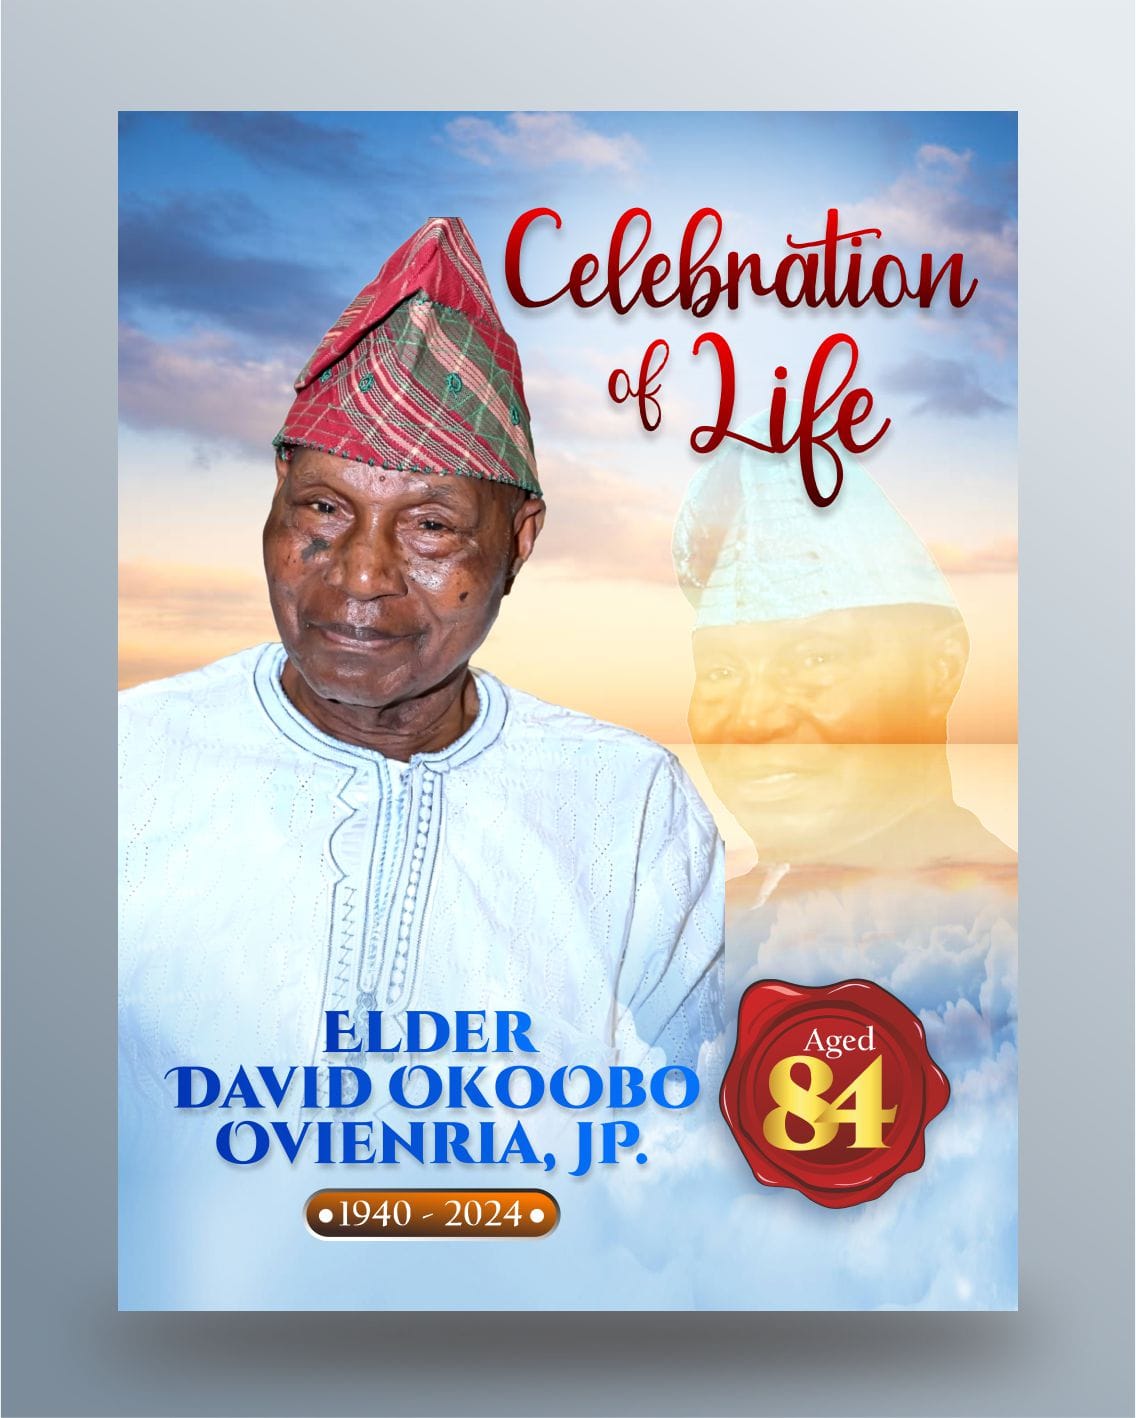 Celebration
of Life
Elder
David Okoobo
Ovienria, JP.
1940 - 2024
Aged
84